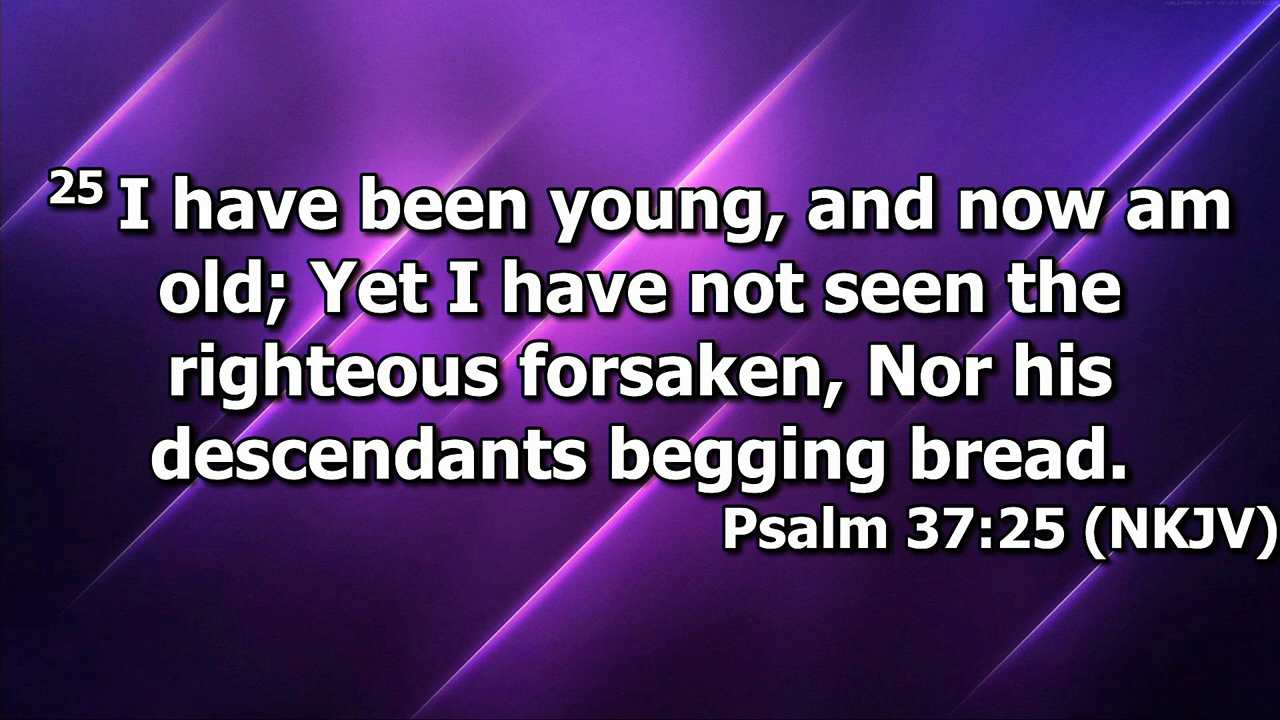 25 I have been young, and now am
old; Yet I have not seen the
righteous forsaken, Nor his
descendants begging bread.
Psalm 37:25 (NKJV)